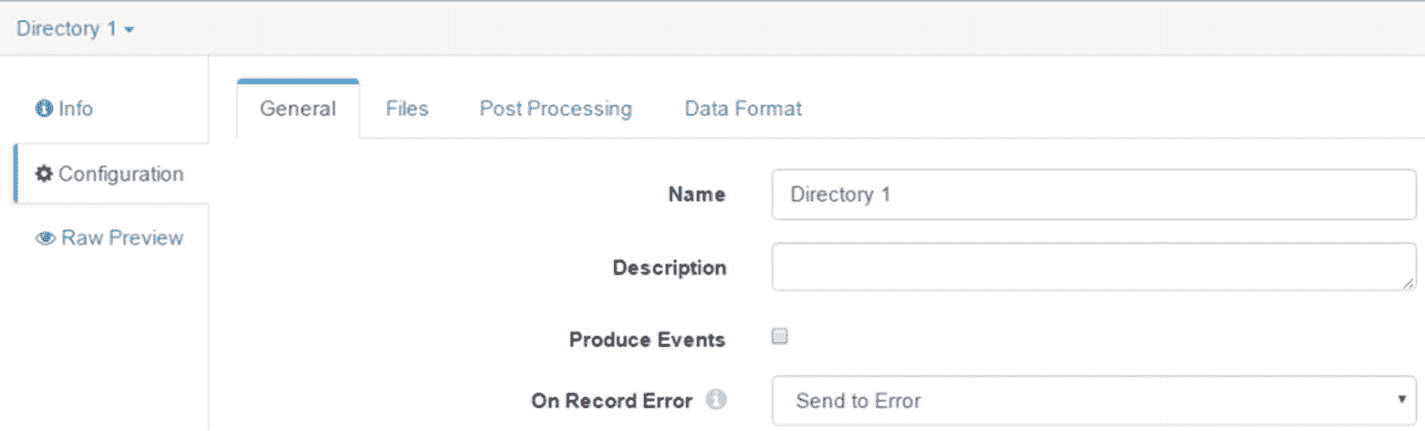 Directory 1
Info
Configuration
Raw Preview
General Files Post Processing Data Format
Name Directory 1
Description
Produce Events
On Record Error Send to Error